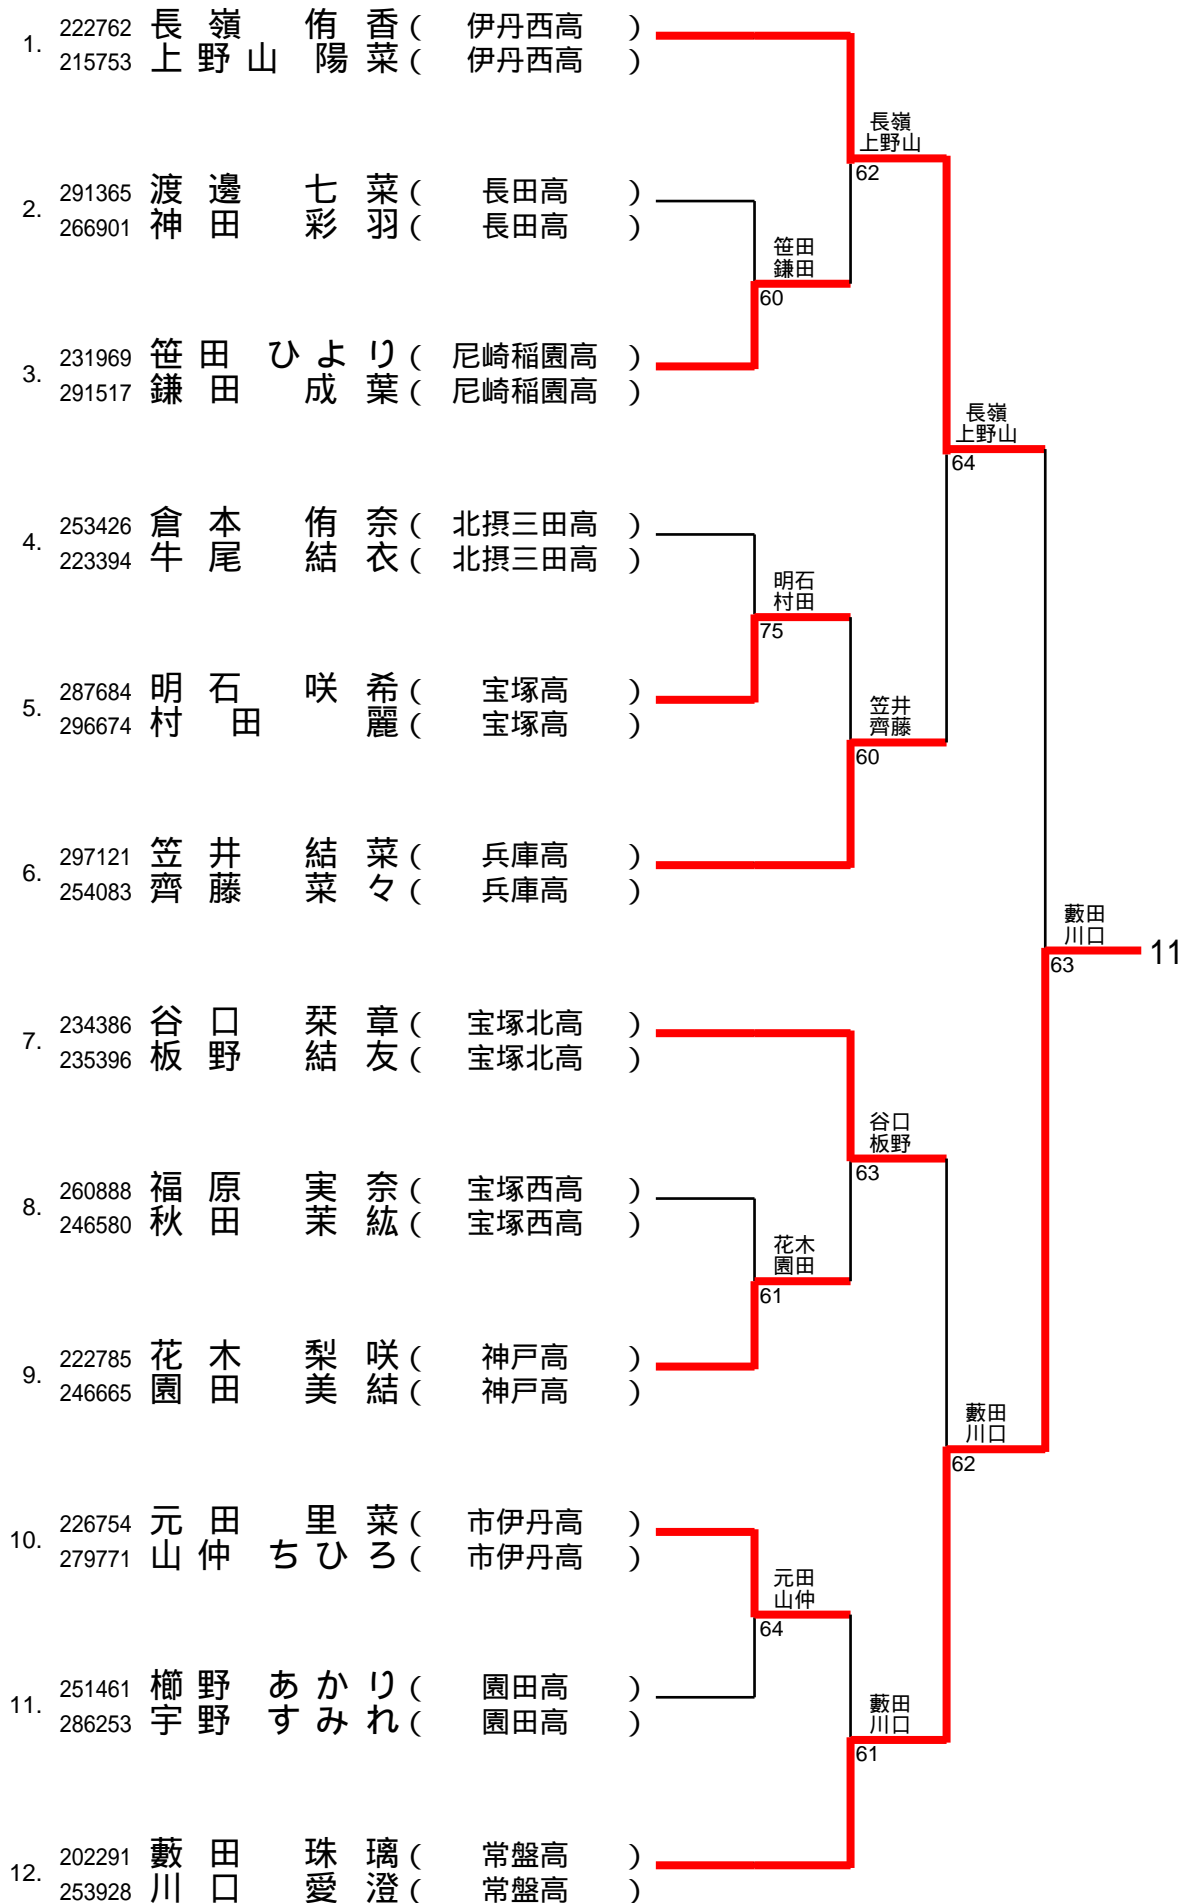 1. 222762 長嶺 侑香 ( 伊丹西高 )
215753 上野山 陽菜 ( 伊丹西高 )
長嶺
上野山
62
2. 291365 渡邊 七菜 ( 長田高 )
266901 神田 彩羽 ( 長田高 )
笹田
鎌田
60
3. 231969 笹田 ひより ( 尼崎稲園高 )
291517 鎌田 成葉 ( 尼崎稲園高 )
長嶺
上野山
64
4. 253426 倉本 侑奈 ( 北摂三田高 )
223394 牛尾 結衣 ( 北摂三田高 )
明石
村田
75
5. 287684 明石 咲希 ( 宝塚高 )
296674 村田 麗 ( 宝塚高 )
笠井
齊藤
60
6. 297121 笠井 結菜 ( 兵庫高 )
254083 齊藤 菜々 ( 兵庫高 )
藪田
川口
63
11
7. 234386 谷口 栞章 ( 宝塚北高 )
235396 板野 結友 ( 宝塚北高 )
谷口
板野
63
8. 260888 福原 実奈 ( 宝塚西高 )
246580 秋田 茉紘 ( 宝塚西高 )
花木
園田
61
9. 222785 花木 梨咲 ( 神戸高 )
246665 園田 美結 ( 神戸高 )
藪田
川口
62
10. 226754 元田 里菜 ( 市伊丹高 )
279771 山仲 ちひろ ( 市伊丹高 )
元田
山仲
64
11. 251461 櫛野 あかり ( 園田高 )
286253 宇野 すみれ ( 園田高 )
藪田
川口
61
12. 202291 藪田 珠璃 ( 常盤高 )
253928 川口 愛澄 ( 常盤高 )